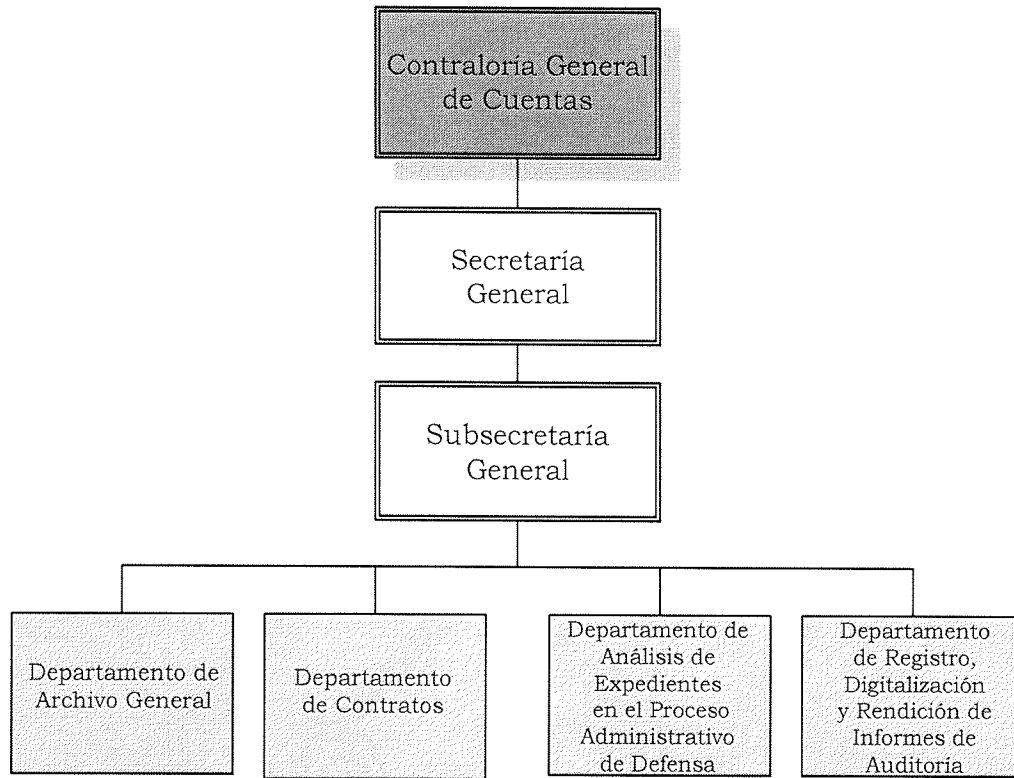 Contraloría General
de Cuentas
Secretaría
General
Subsecretaría
General
Departamento de
Archivo General
Departamento
de Contratos
Departamento de
Análisis de
Expedientes
en el Proceso
Administrativo
de Defensa
Departamento
de Registro,
Digitalización
y Rendición de
Informes de
Auditoría